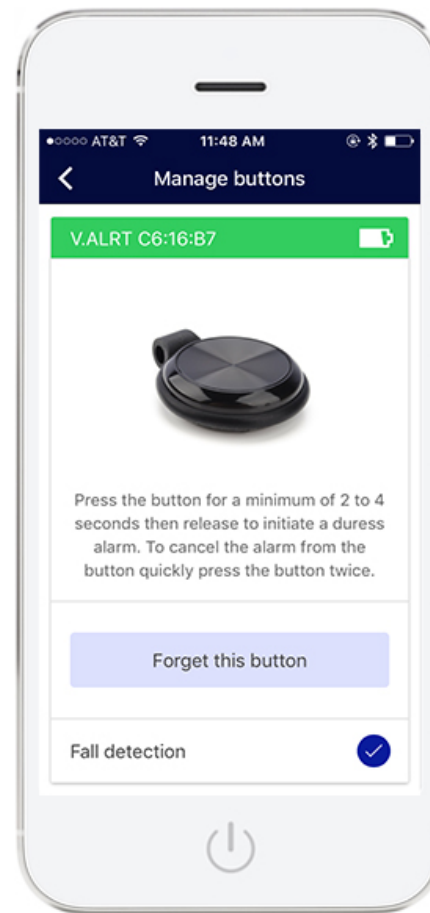 AT&T 11:48 AM
Manage buttons
V.ALRT C6:16:B7
Press the button for a minimum of 2 to 4
seconds then release to initiate a duress
alarm. To cancel the alarm from the
button quickly press the button twice.
Forget this button
Fall detection